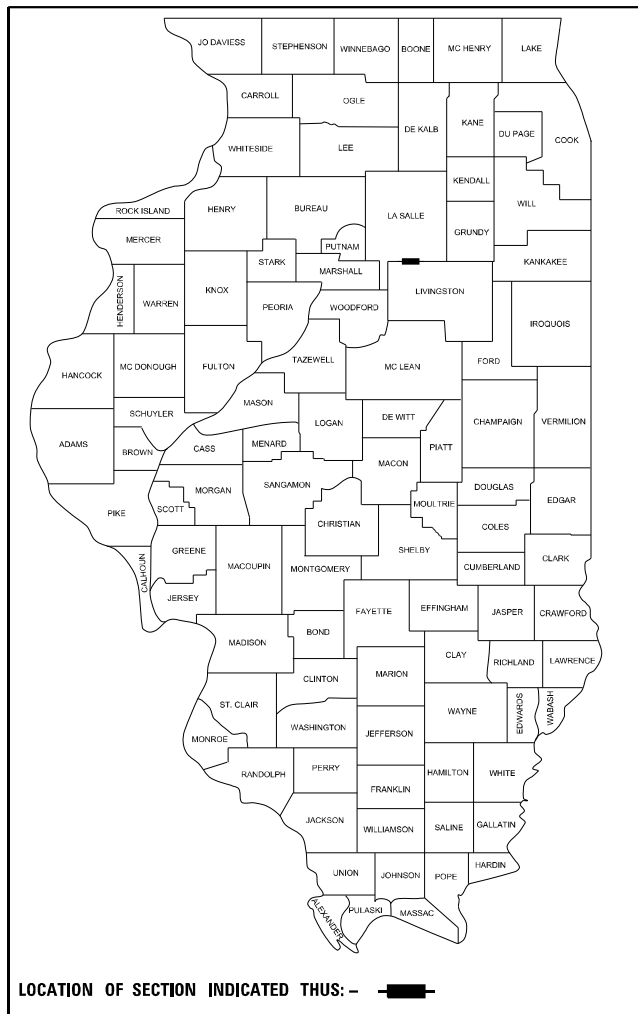 JO DAVIESS STEPHENSON WINNEBAGO BOONE MC HENRY LAKE
CARROLL OGLE DE KALB KANE DU PAGE COOK
WHITESIDE LEE
KENDALL
ROCK ISLAND HENRY BUREAU LA SALLE WILL
MERCER PUTNAM GRUNDY
STARK MARSHALL KANKAKEE
HENDERSON WARREN KNOX PEORIA WOODFORD LIVINGSTON IROQUOIS
HANCOCK MC DONOUGH FULTON TAZEWELL MC LEAN FORD
MASON
SCHUYLER LOGAN DE WITT CHAMPAIGN VERMILION
ADAMS BROWN CASS MENARD PIATT
MACON
MORGAN SANGAMON DOUGLAS EDGAR
PIKE SCOTT CHRISTIAN MOULTRIE
COLES
GREENE SHELBY
CALHOUN MACOUPIN MONTGOMERY CUMBERLAND CLARK
JERSEY
FAYETTE EFFINGHAM JASPER CRAWFORD
MADISON BOND
CLAY RICHLAND LAWRENCE
CLINTON MARION
ST. CLAIR WAYNE EDWARDS WABASH
WASHINGTON JEFFERSON
MONROE
RANDOLPH PERRY HAMILTON WHITE
FRANKLIN
JACKSON WILLIAMSON SALINE GALLATIN
UNION JOHNSON POPE HARDIN
ALEXANDER PULASKI MASSAC
LOCATION OF SECTION INDICATED THUS: –